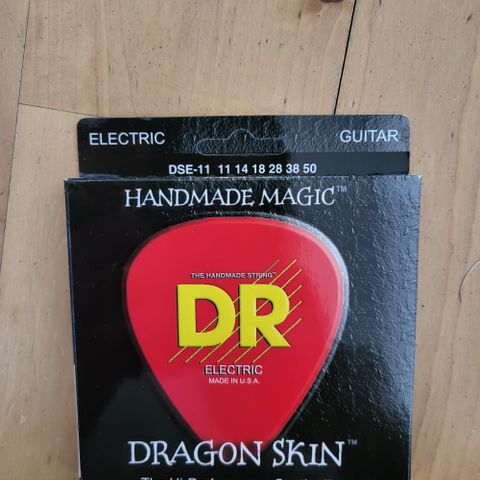 ELECTRIC GUITAR
DSE-11 11 14 18 28 38 50
HANDMADE MAGIC™
THE HANDMADE STRING™
DR
ELECTRIC
MADE IN U.S.A.
DRAGON SKIN™